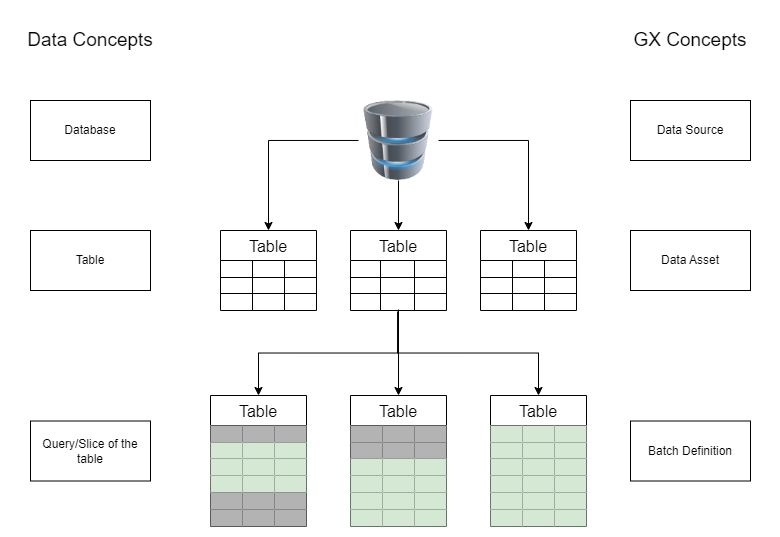 Data Concepts
GX Concepts
Database
Data Source
Table
Table
Table
Table
Data Asset
Table
Table
Table
Query/Slice of the
table
Batch Definition